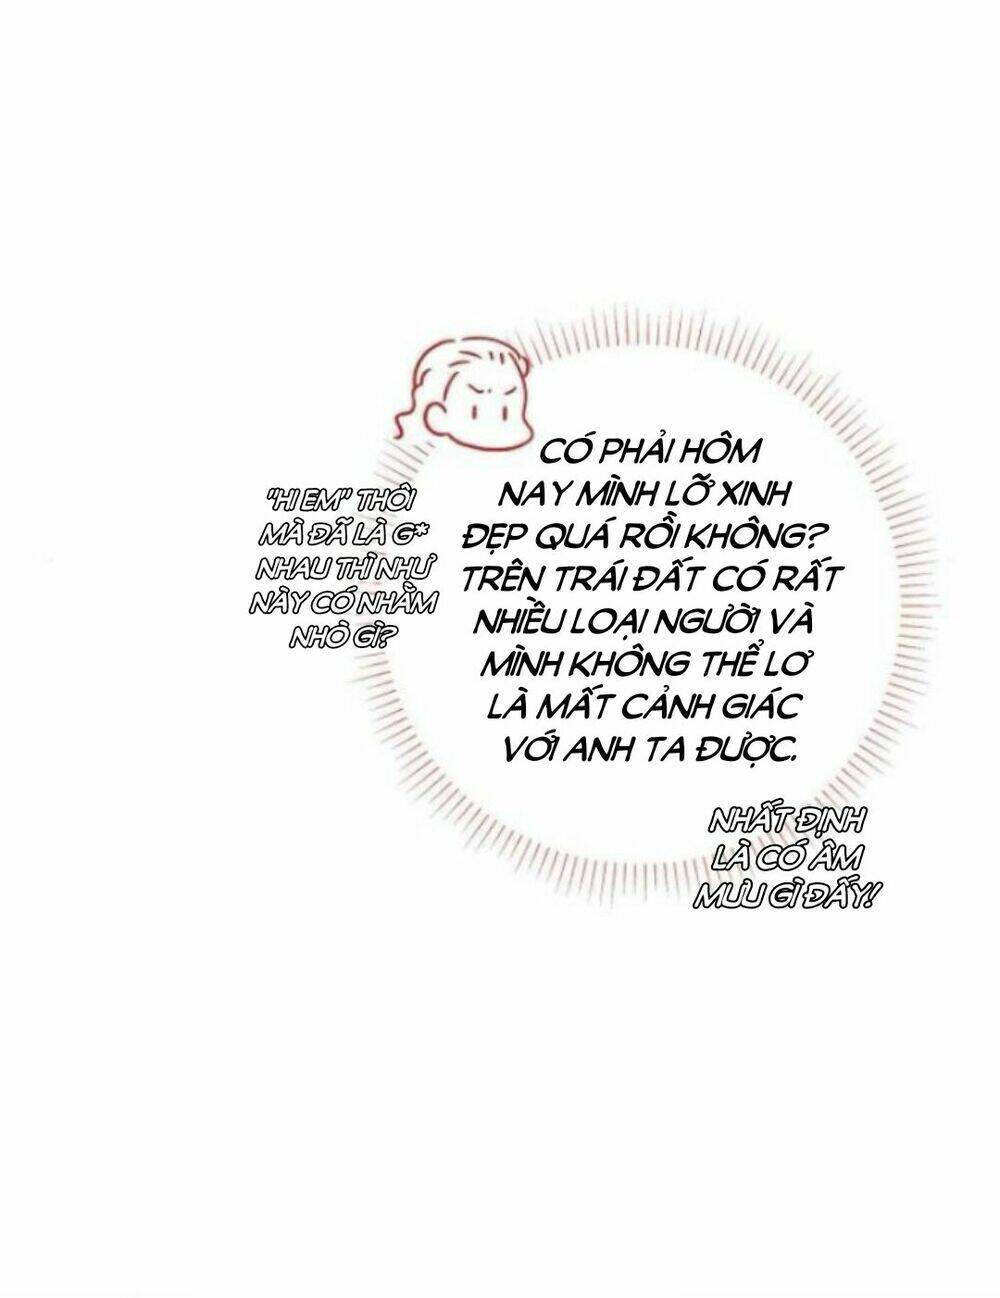 CÓ PHẢI HÔM
NAY MÌNH LỠ XINH
ĐẸP QUÁ RỒI KHÔNG?
TRÊN TRÁI ĐẤT CÓ RẤT
NHIỀU LOẠI NGƯỜI VÀ
MÌNH KHÔNG THỂ LƠ
LÀ MẤT CẢNH GIÁC
VỚI ANH TA ĐƯỢC.
"HI EM" THÔI
MÀ ĐÃ LÀ G*
NHAU THÌ NHƯ
NÀY CÓ NHẰM
NHÒ GÌ?
NHẤT ĐỊNH
LÀ CÓ ÂM
MƯU GÌ ĐẤY!